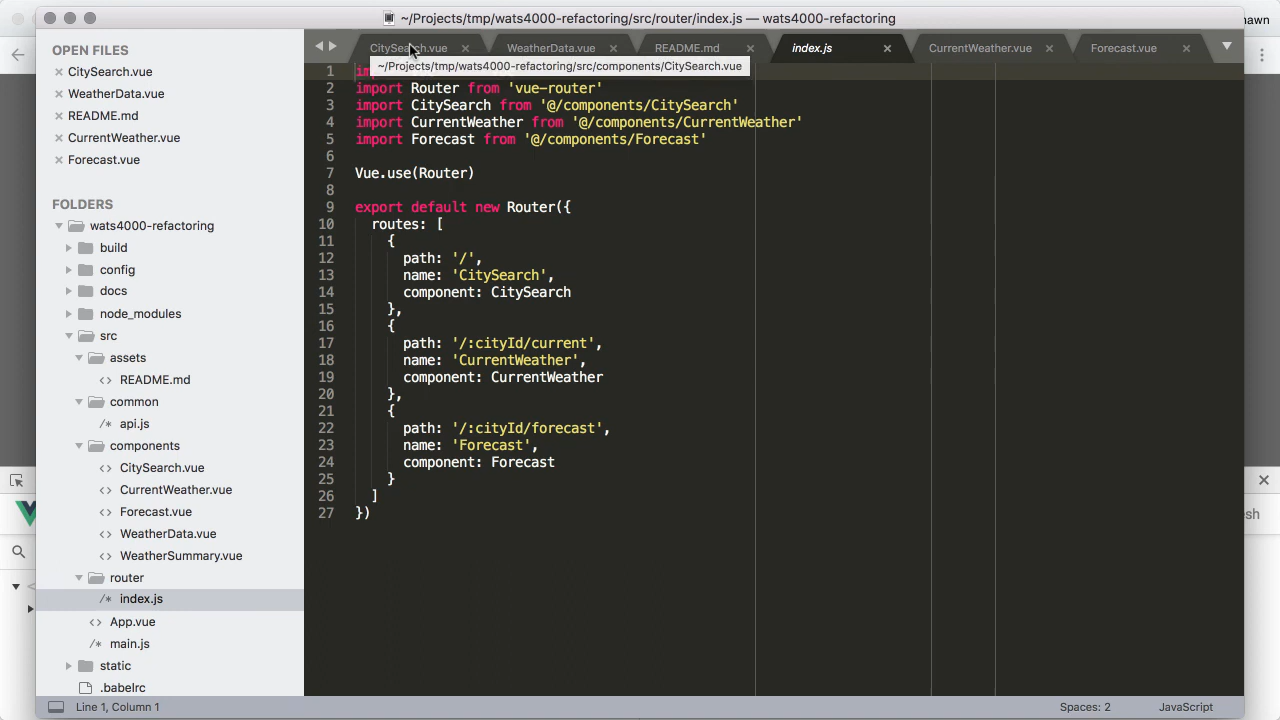 ~/Projects/tmp/wats4000-refactoring/src/router/index.js — wats4000-refactoring
OPEN FILES
CitySearch.vue
WeatherData.vue
README.md
CurrentWeather.vue
Forecast.vue
FOLDERS
wats4000-refactoring
build
config
docs
node_modules
src
assets
README.md
common
api.js
components
CitySearch.vue
CurrentWeather.vue
Forecast.vue
WeatherData.vue
WeatherSummary.vue
router
index.js
App.vue
main.js
static
.babelrc
CitySearch.vue
WeatherData.vue
README.md
index.js
CurrentWeather.vue
Forecast.vue
~/Projects/tmp/wats4000-refactoring/src/components/CitySearch.vue
1
2 import Router from 'vue-router'
3 import CitySearch from '@/components/CitySearch'
4 import CurrentWeather from '@/components/CurrentWeather'
5 import Forecast from '@/components/Forecast'
6
7 Vue.use(Router)
8
9 export default new Router({
10 routes: [
11 {
12 path: '/',
13 name: 'CitySearch',
14 component: CitySearch
15 },
16 {
17 path: '/:cityId/current',
18 name: 'CurrentWeather',
19 component: CurrentWeather
20 },
21 {
22 path: '/:cityId/forecast',
23 name: 'Forecast',
24 component: Forecast
25 }
26 ]
27 })
Line 1, Column 1
Spaces: 2
JavaScript